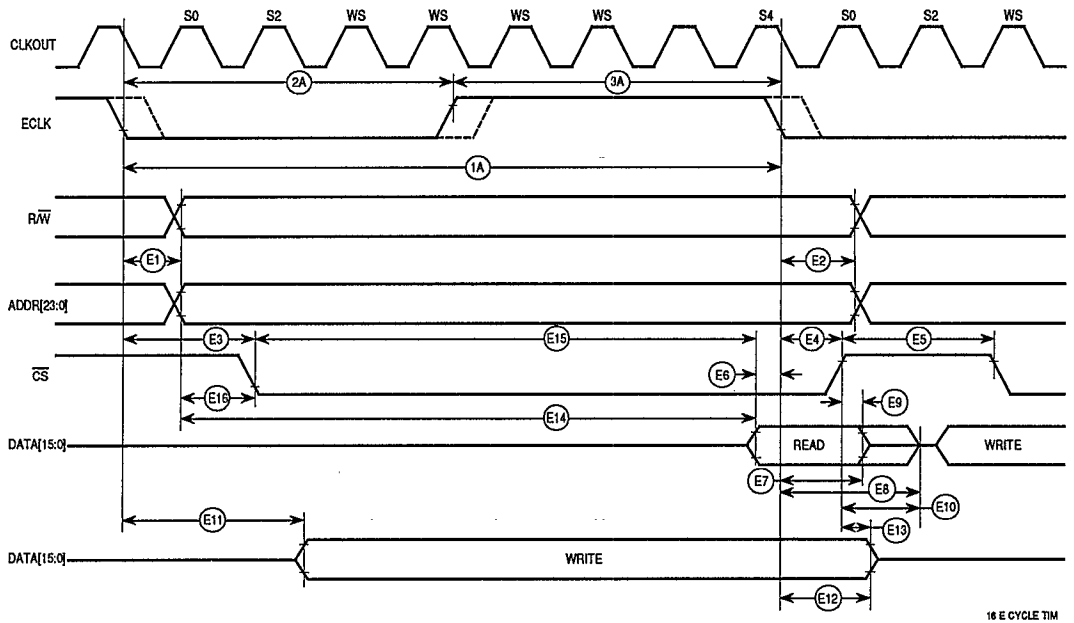 S0 S2 WS WS WS WS S4 S0 S2 WS
CLKOUT
2A 3A
ECLK
1A
R/W̅
E1 E2
ADDR[23:0]
E3 E15 E4 E5
C̅S̅
E6
E16 E9
E14
DATA[15:0] READ WRITE
E7 E8
E10
E11 E13
DATA[15:0] WRITE
E12
16 E CYCLE TIM